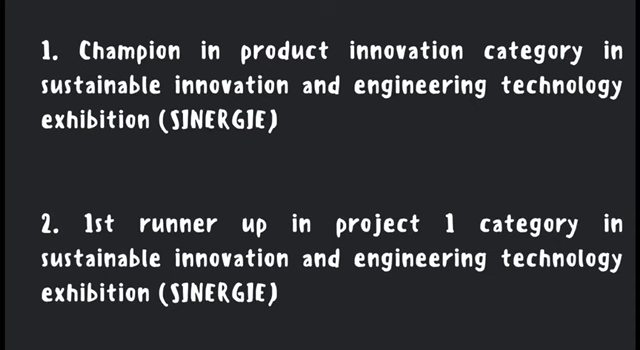 1. Champion in product innovation category in
sustainable innovation and engineering technology
exhibition (SINERGIE)
2. 1st runner up in project 1 category in
sustainable innovation and engineering technology
exhibition (SINERGIE)